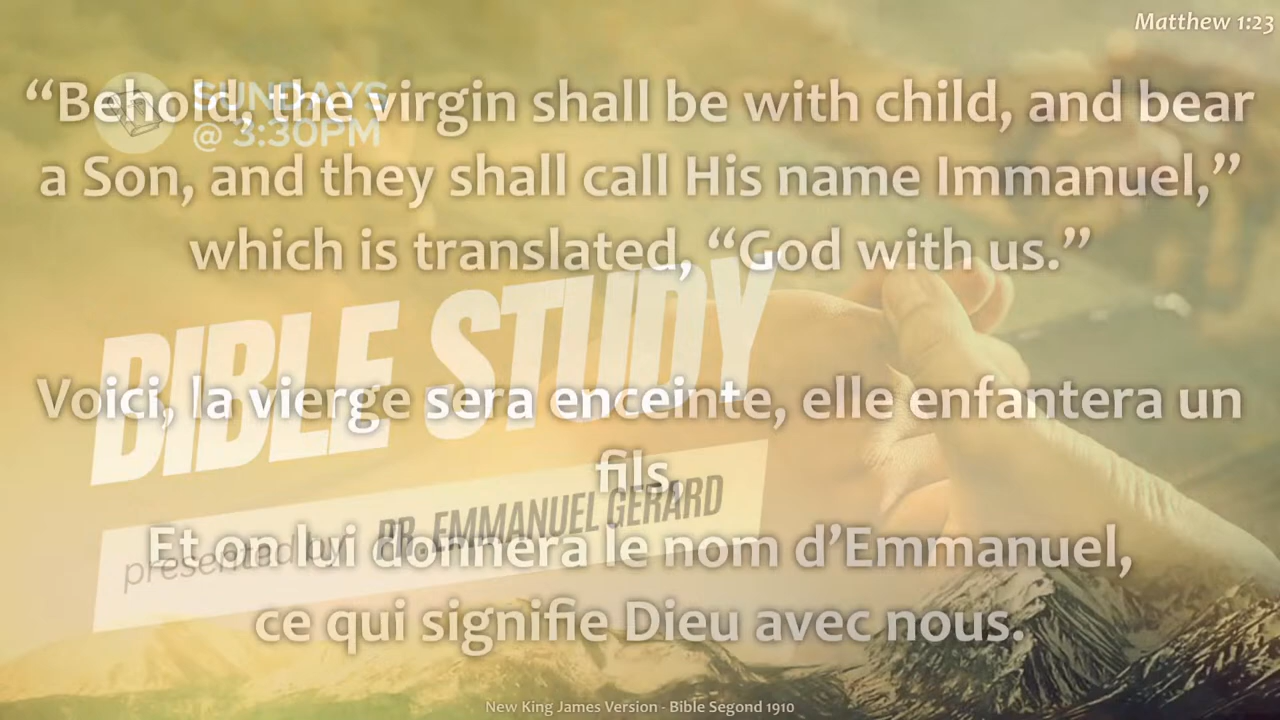 Matthew 1:23
“Behold, the virgin shall be with child, and bear
a Son, and they shall call His name Immanuel,”
which is translated, “God with us.”
SUNDAYS
@ 3:30PM
BIBLE STUDY
presented by PR. EMMANUEL GERARD
Voici, la vierge sera enceinte, elle enfantera un
fils,
Et on lui donnera le nom d’Emmanuel,
ce qui signifie Dieu avec nous.
New King James Version - Bible Segond 1910